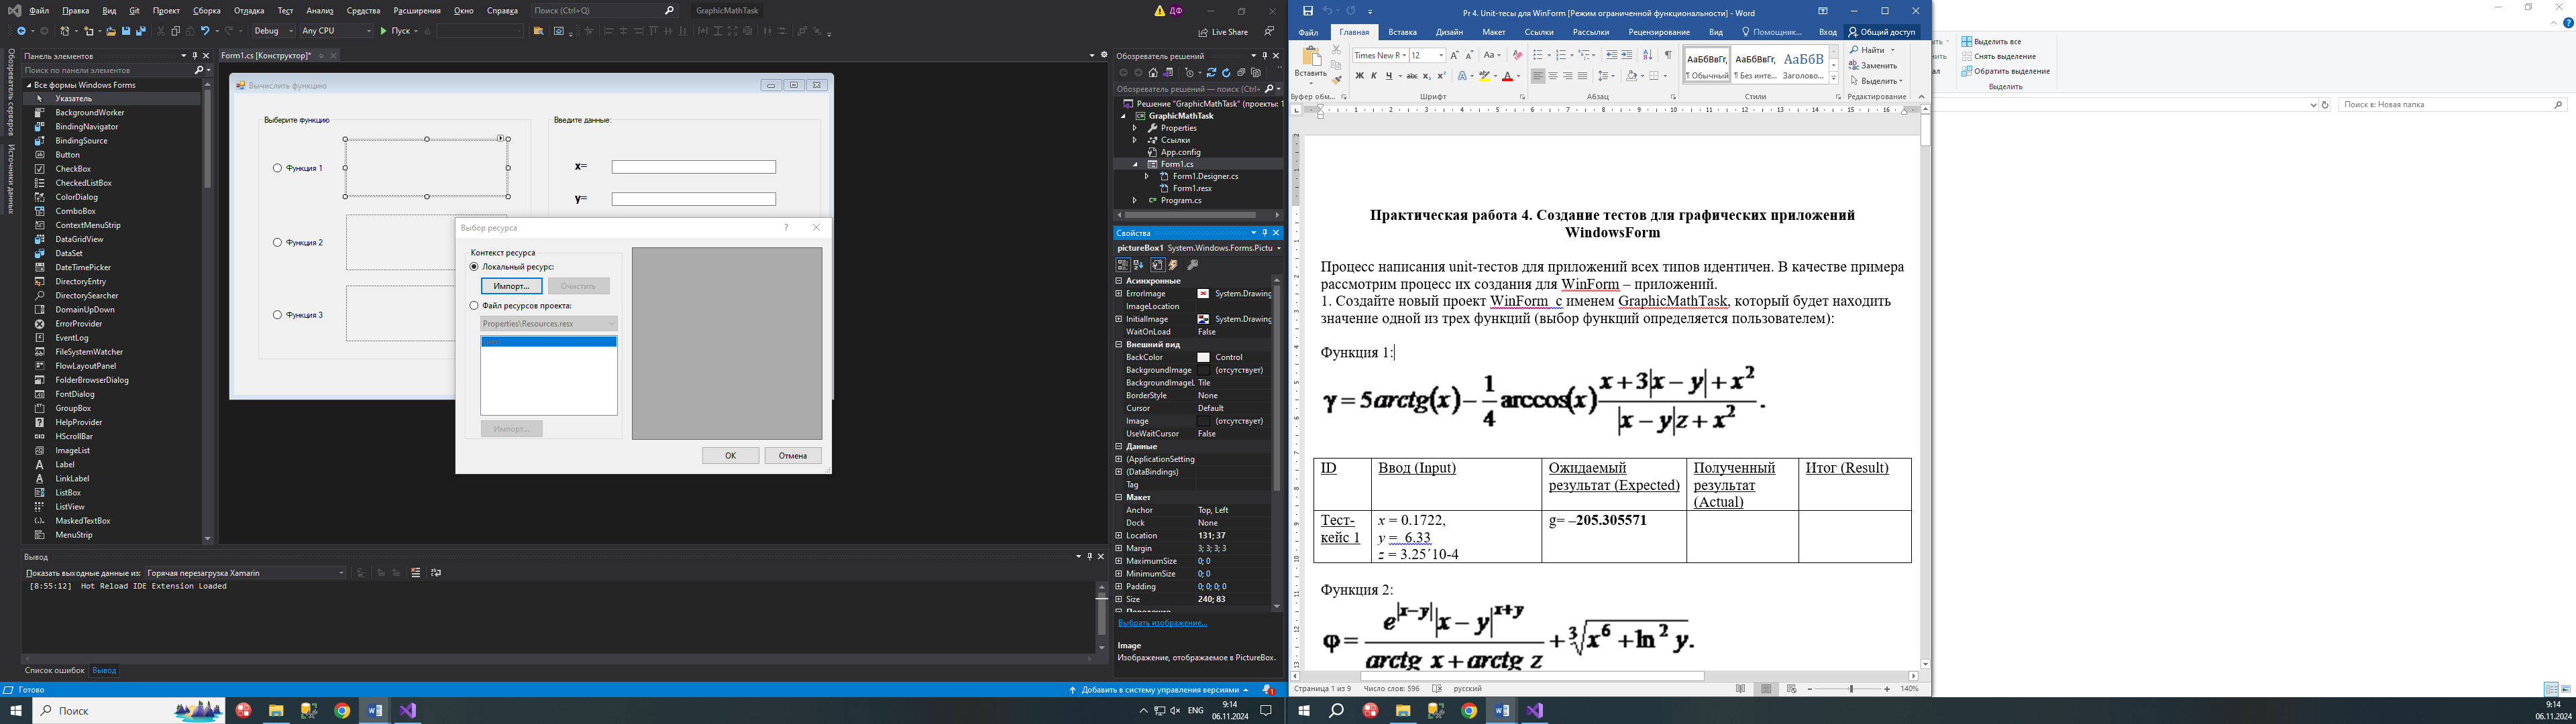 Файл Правка Вид Git Проект Сборка Отладка Тест Анализ Средства Расширения Окно Справка Поиск (Ctrl+Q) GraphicMathTask ДФ
Debug Any CPU Пуск Live Share
Панель элементов
Поиск по панели элементов
Все формы Windows Forms
Указатель
BackgroundWorker
BindingNavigator
BindingSource
Button
CheckBox
CheckedListBox
ColorDialog
ComboBox
ContextMenuStrip
DataGridView
DataSet
DateTimePicker
DirectoryEntry
DirectorySearcher
DomainUpDown
ErrorProvider
EventLog
FileSystemWatcher
FlowLayoutPanel
FolderBrowserDialog
FontDialog
GroupBox
HelpProvider
HScrollBar
ImageList
Label
LinkLabel
ListBox
ListView
MaskedTextBox
MenuStrip
Обозреватель серверов
Источники данных
Form1.cs [Конструктор]*
Вычислить функцию
Выберите функцию
Функция 1
Функция 2
Функция 3
Введите данные:
x=
y=
Выбор ресурса
Контекст ресурса
Локальный ресурс:
Импорт... Очистить
Файл ресурсов проекта:
Properties\Resources.resx
Импорт...
OK Отмена
Вывод
Показать выходные данные из: Горячая перезагрузка Xamarin
[8:55:12] Hot Reload IDE Extension Loaded
Список ошибок Вывод
Готово
Добавить в систему управления версиями
Обозреватель решений
Обозреватель решений — поиск (Ctrl+
Решение "GraphicMathTask" (проекты: 1
GraphicMathTask
Properties
Ссылки
App.config
Form1.cs
Form1.Designer.cs
Form1.resx
Program.cs
Свойства
pictureBox1 System.Windows.Forms.Pictu
Асинхронные
ErrorImage System.Drawing
ImageLocation
InitialImage System.Drawing
WaitOnLoad False
Внешний вид
BackColor Control
BackgroundImage (отсутствует)
BackgroundImageL Tile
BorderStyle None
Cursor Default
Image (отсутствует)
UseWaitCursor False
Данные
(ApplicationSetting
(DataBindings)
Tag
Макет
Anchor Top, Left
Dock None
Location 131; 37
Margin 3; 3; 3; 3
MaximumSize 0; 0
MinimumSize 0; 0
Padding 0; 0; 0; 0
Size 240; 83
Выбрать изображение...
Image
Изображение, отображаемое в PictureBox.
Поиск
ENG 9:14
06.11.2024
Pr 4. Unit-тесы для WinForm [Режим ограниченной функциональности] - Word
Файл Главная Вставка Дизайн Макет Ссылки Рассылки Рецензирование Вид Помощник... Вход Общий доступ
Вставить Times New R 12 Найти Заменить Выделить
Ж К Ч
АаБбВвГг, АаБбВвГг, АаБбВ
¶ Обычный ¶ Без инте... Заголово...
Буфер обм... Шрифт Абзац Стили Редактирование
Практическая работа 4. Создание тестов для графических приложений
WindowsForm
Процесс написания unit-тестов для приложений всех типов идентичен. В качестве примера
рассмотрим процесс их создания для WinForm – приложений.
1. Создайте новый проект WinForm с именем GraphicMathTask, который будет находить
значение одной из трех функций (выбор функций определяется пользователем):
Функция 1:
γ = 5arctg(x) − 1/4 arccos(x) (x + 3|x − y| + x²)/(|x − y|z + x²).
ID Ввод (Input) Ожидаемый результат (Expected) Полученный результат (Actual) Итог (Result)
Тест-кейс 1 x = 0.1722, y = 6.33 z = 3.25´10-4 g= –205.305571
Функция 2:
φ = (e^|x−y| |x − y|^(x+y))/(arctg x + arctg z) + ∛(x⁶ + ln² y).
Страница 1 из 9 Число слов: 596 русский 140%
Выделить все
Снять выделение
Обратить выделение
Выделить
Поиск в: Новая папка
9:14
06.11.2024